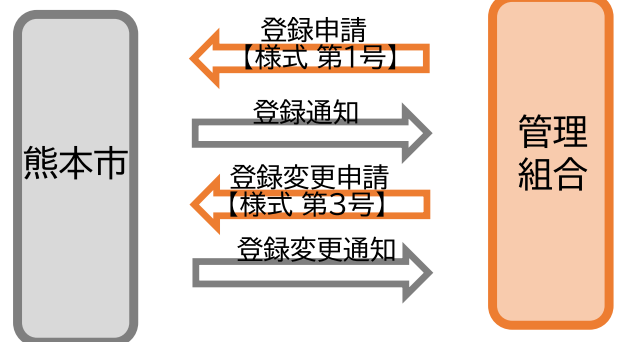 熊本市
登録申請
【様式 第1号】
登録通知
登録変更申請
【様式 第3号】
登録変更通知
管理
組合